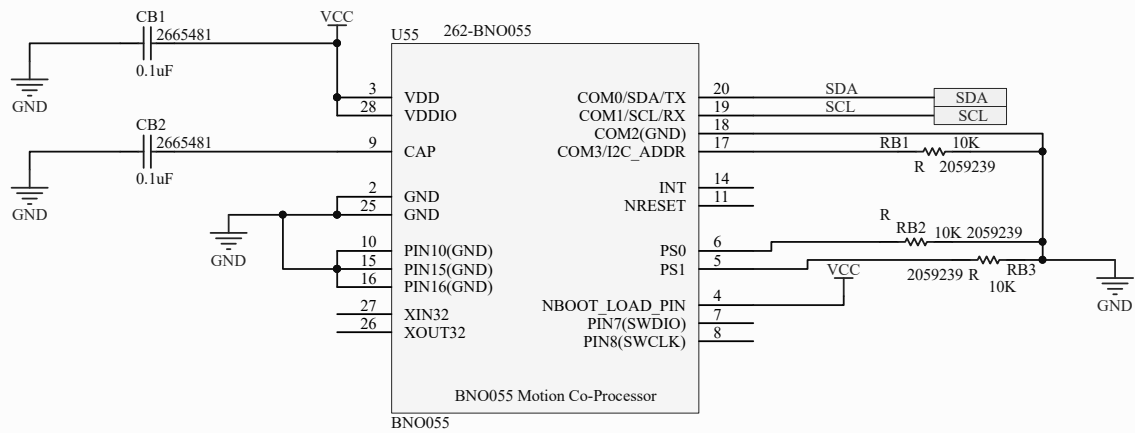 CB1
2665481
0.1uF
GND
VCC
U55
262-BNO055
3
VDD
28
VDDIO
CB2
2665481
0.1uF
GND
9
CAP
2
GND
25
GND
GND
10
PIN10(GND)
15
PIN15(GND)
16
PIN16(GND)
27
XIN32
26
XOUT32
COM0/SDA/TX
20
SDA
SDA
COM1/SCL/RX
19
SCL
SCL
COM2(GND)
18
COM3/I2C_ADDR
17
RB1
10K
R
2059239
INT
14
NRESET
11
PS0
6
R
RB2
10K 2059239
PS1
5
2059239 R
RB3
10K
GND
VCC
NBOOT_LOAD_PIN
4
PIN7(SWDIO)
7
PIN8(SWCLK)
8
BNO055 Motion Co-Processor
BNO055